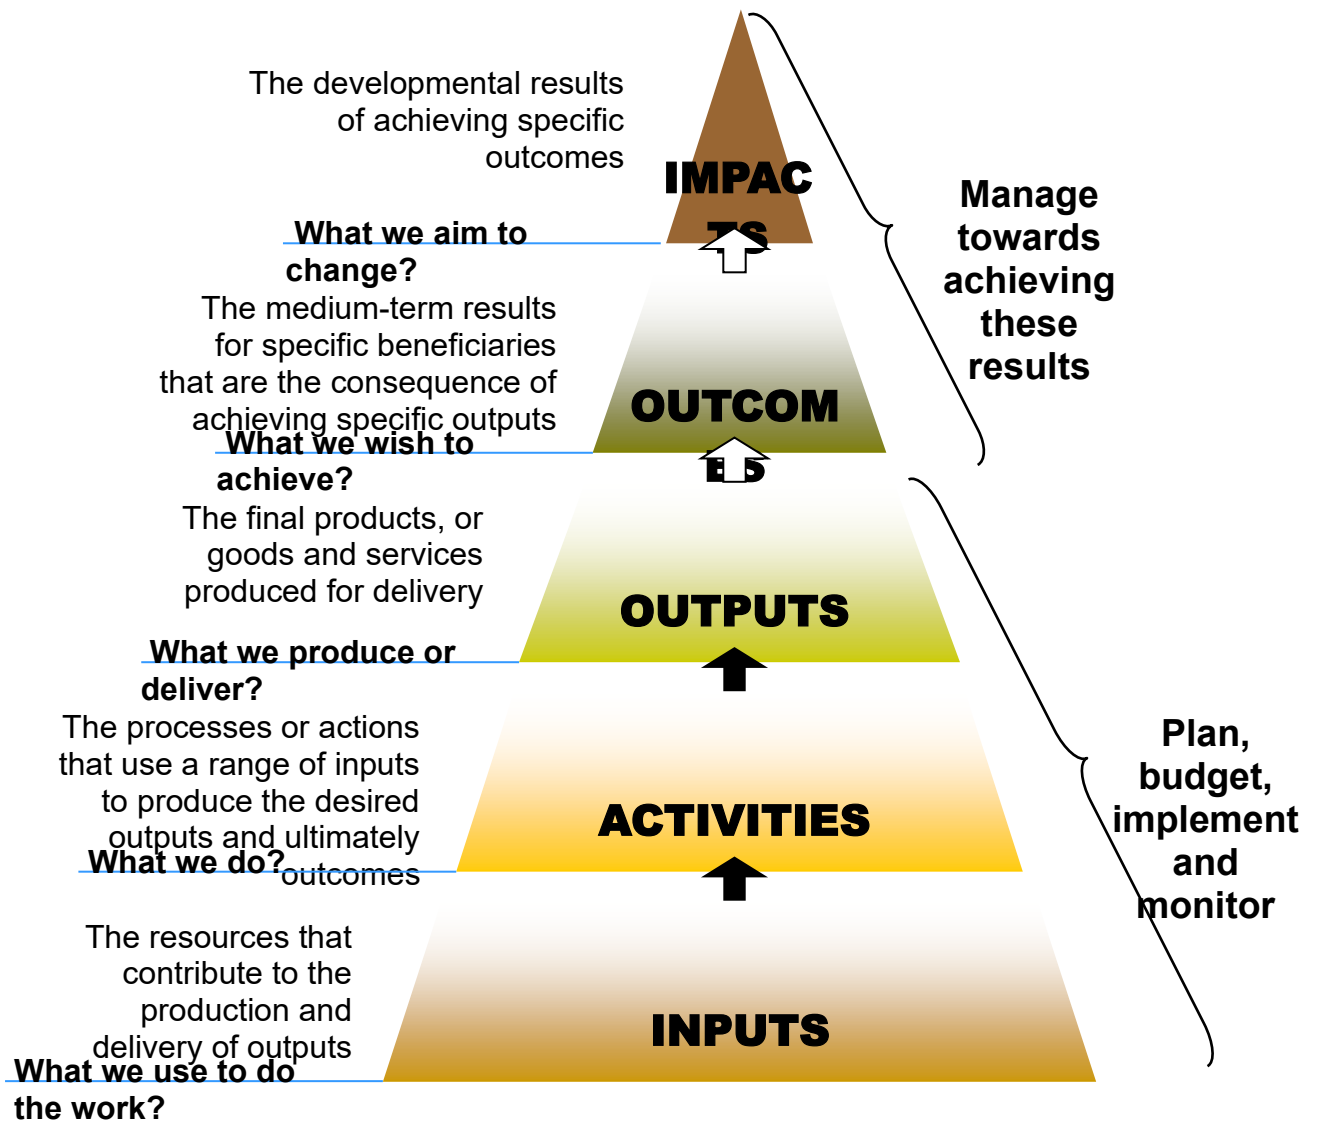 The developmental results
of achieving specific
outcomes
IMPAC
TS
What we aim to
change?
Manage
towards
achieving
these
results
The medium-term results
for specific beneficiaries
that are the consequence of
achieving specific outputs
OUTCOM
ES
What we wish to
achieve?
The final products, or
goods and services
produced for delivery
OUTPUTS
What we produce or
deliver?
The processes or actions
that use a range of inputs
to produce the desired
outputs and ultimately
outcomes
ACTIVITIES
What we do?
Plan,
budget,
implement
and
monitor
The resources that
contribute to the
production and
delivery of outputs
INPUTS
What we use to do
the work?